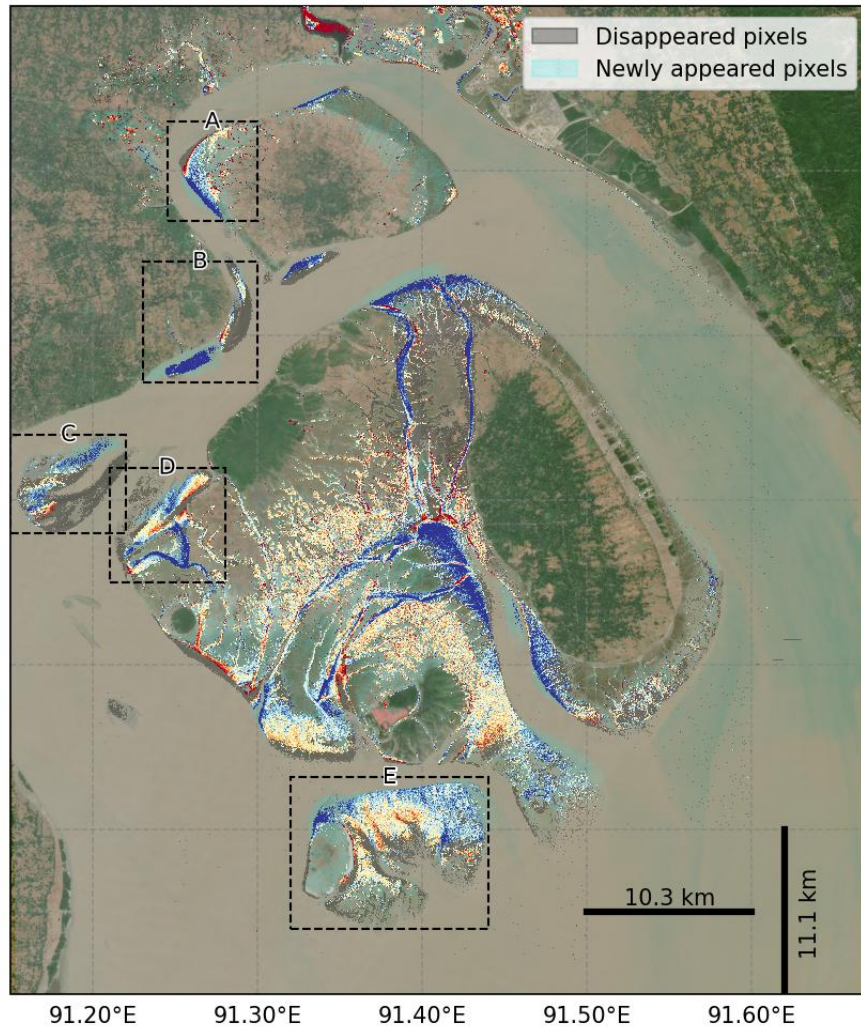 Disappeared pixels
Newly appeared pixels
A
B
C
D
E
10.3 km
11.1 km
91.20°E 91.30°E 91.40°E 91.50°E 91.60°E